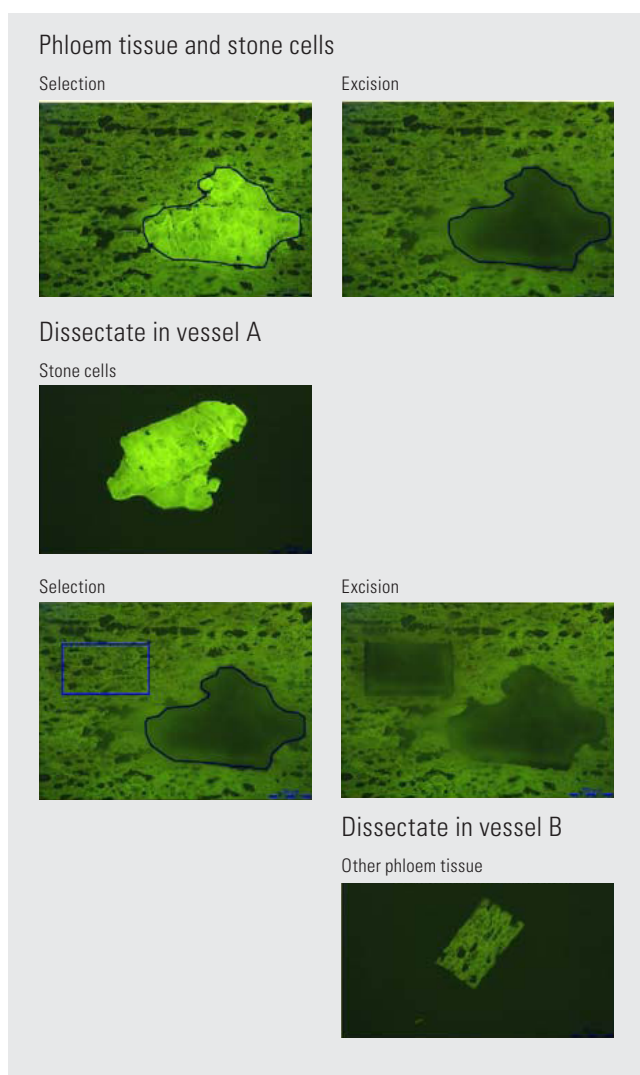 Phloem tissue and stone cells
Selection
Excision
Dissectate in vessel A
Stone cells
Selection
Excision
Dissectate in vessel B
Other phloem tissue